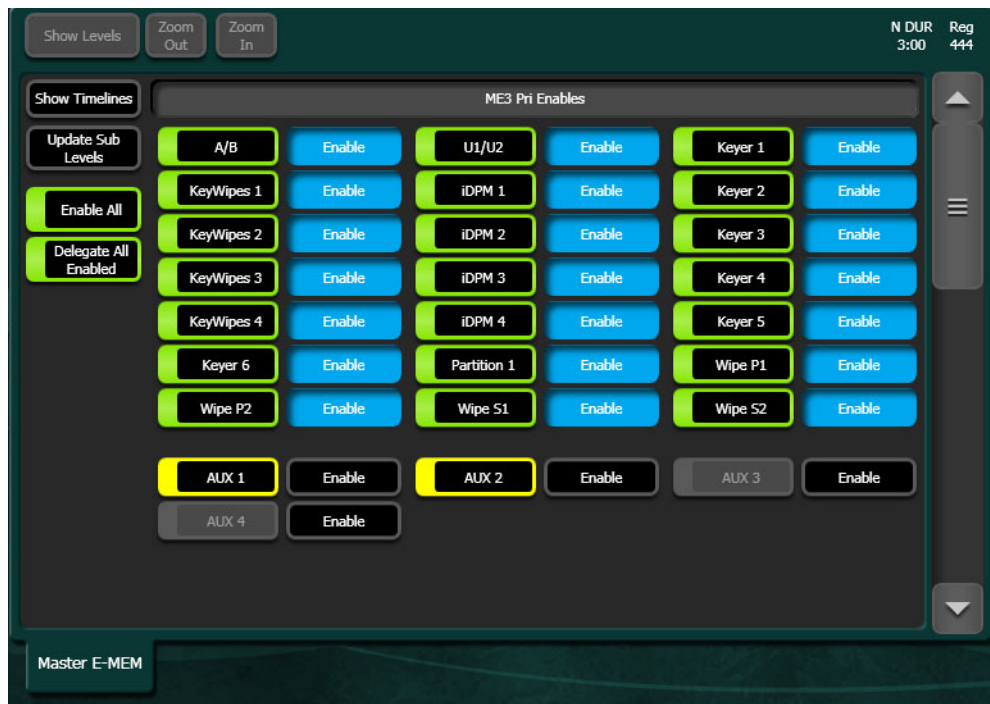 Show Levels
Zoom
Out
Zoom
In
N DUR
3:00
Reg
444
Show Timelines
ME3 Pri Enables
Update Sub
Levels
Enable All
Delegate All
Enabled
A/B
Enable
U1/U2
Enable
Keyer 1
Enable
KeyWipes 1
Enable
iDPM 1
Enable
Keyer 2
Enable
KeyWipes 2
Enable
iDPM 2
Enable
Keyer 3
Enable
KeyWipes 3
Enable
iDPM 3
Enable
Keyer 4
Enable
KeyWipes 4
Enable
iDPM 4
Enable
Keyer 5
Enable
Keyer 6
Enable
Partition 1
Enable
Wipe P1
Enable
Wipe P2
Enable
Wipe S1
Enable
Wipe S2
Enable
AUX 1
Enable
AUX 2
Enable
AUX 3
Enable
AUX 4
Enable
Master E-MEM